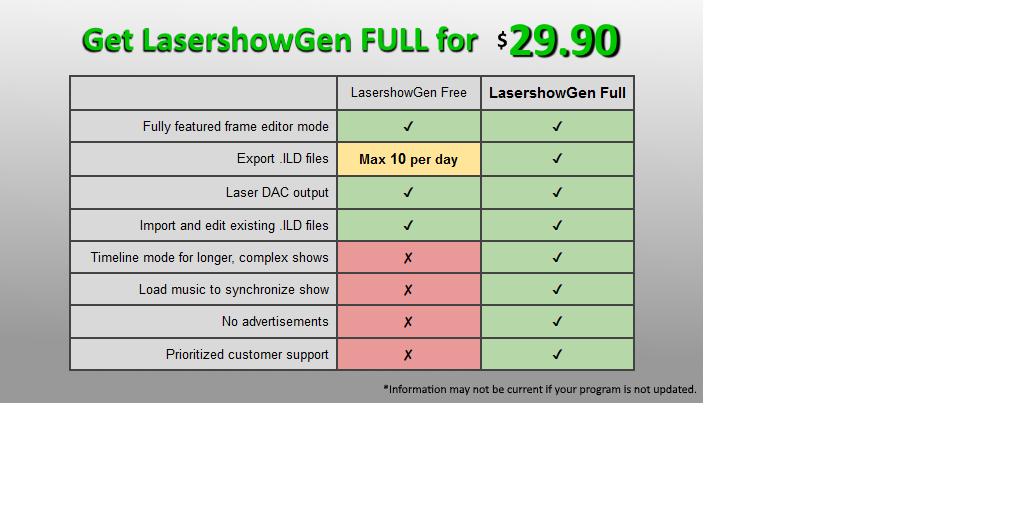 Get LasershowGen FULL for $29.90
LasershowGen Free LasershowGen Full
Fully featured frame editor mode ✓ ✓
Export .ILD files Max 10 per day ✓
Laser DAC output ✓ ✓
Import and edit existing .ILD files ✓ ✓
Timeline mode for longer, complex shows ✗ ✓
Load music to synchronize show ✗ ✓
No advertisements ✗ ✓
Prioritized customer support ✗ ✓
*Information may not be current if your program is not updated.